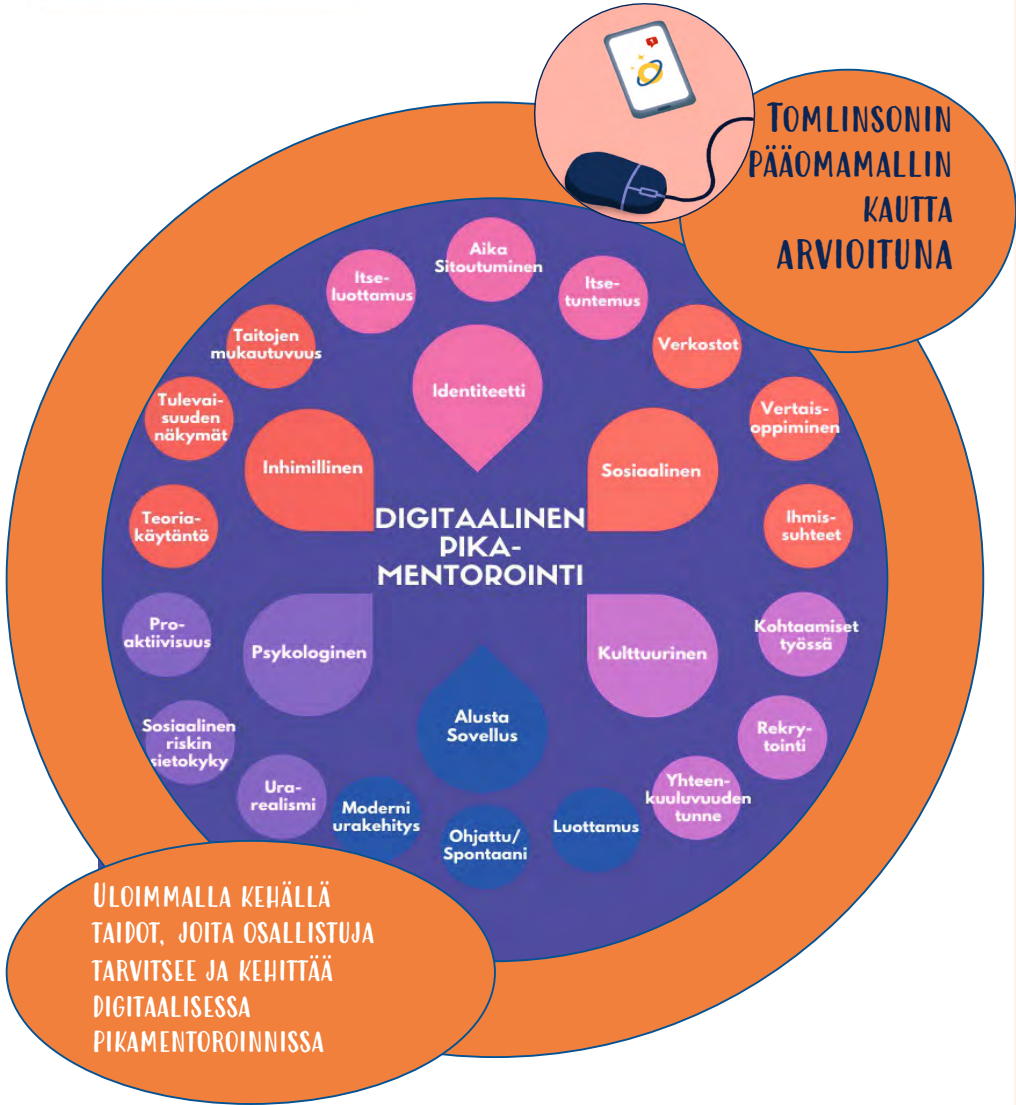 TOMLINSONIN
PÄÄOMAMALLIN
KAUTTA
ARVIOITUNA
Aika
Sitoutuminen
Itse-
luottamus
Itse-
tuntemus
Taitojen
mukautuvuus
Verkostot
Identiteetti
Tulevai-
suuden
näkymät
Vertais-
oppiminen
Inhimillinen
Sosiaalinen
Teoria-
käytäntö
Ihmis-
suhteet
DIGITAALINEN
PIKA-
MENTOROINTI
Pro-
aktiivisuus
Kohtaamiset
työssä
Psykologinen
Kulttuurinen
Sosiaalinen
riskin
sietokyky
Alusta
Sovellus
Rekry-
tointi
Ura-
realismi
Moderni
urakehitys
Ohjattu/
Spontaani
Luottamus
Yhteen-
kuuluvuuden
tunne
ULOIMMALLA KEHÄLLÄ
TAIDOT, JOITA OSALLISTUJA
TARVITSEE JA KEHITTÄÄ
DIGITAALISESSA
PIKAMENTOROINNISSA